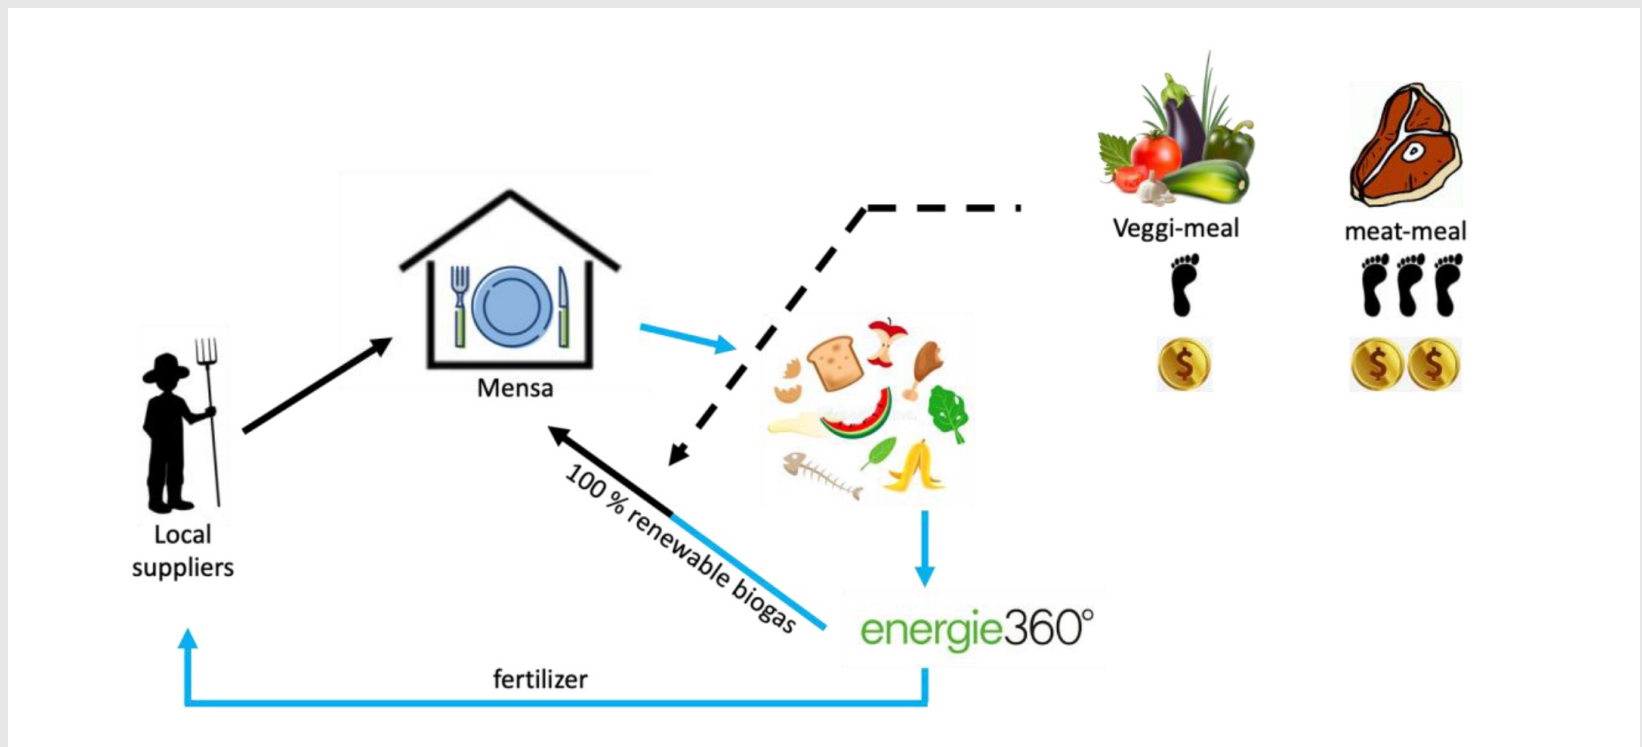 Veggi-meal
meat-meal
$
$
$
Mensa
100 % renewable biogas
Local
suppliers
energie360°
fertilizer